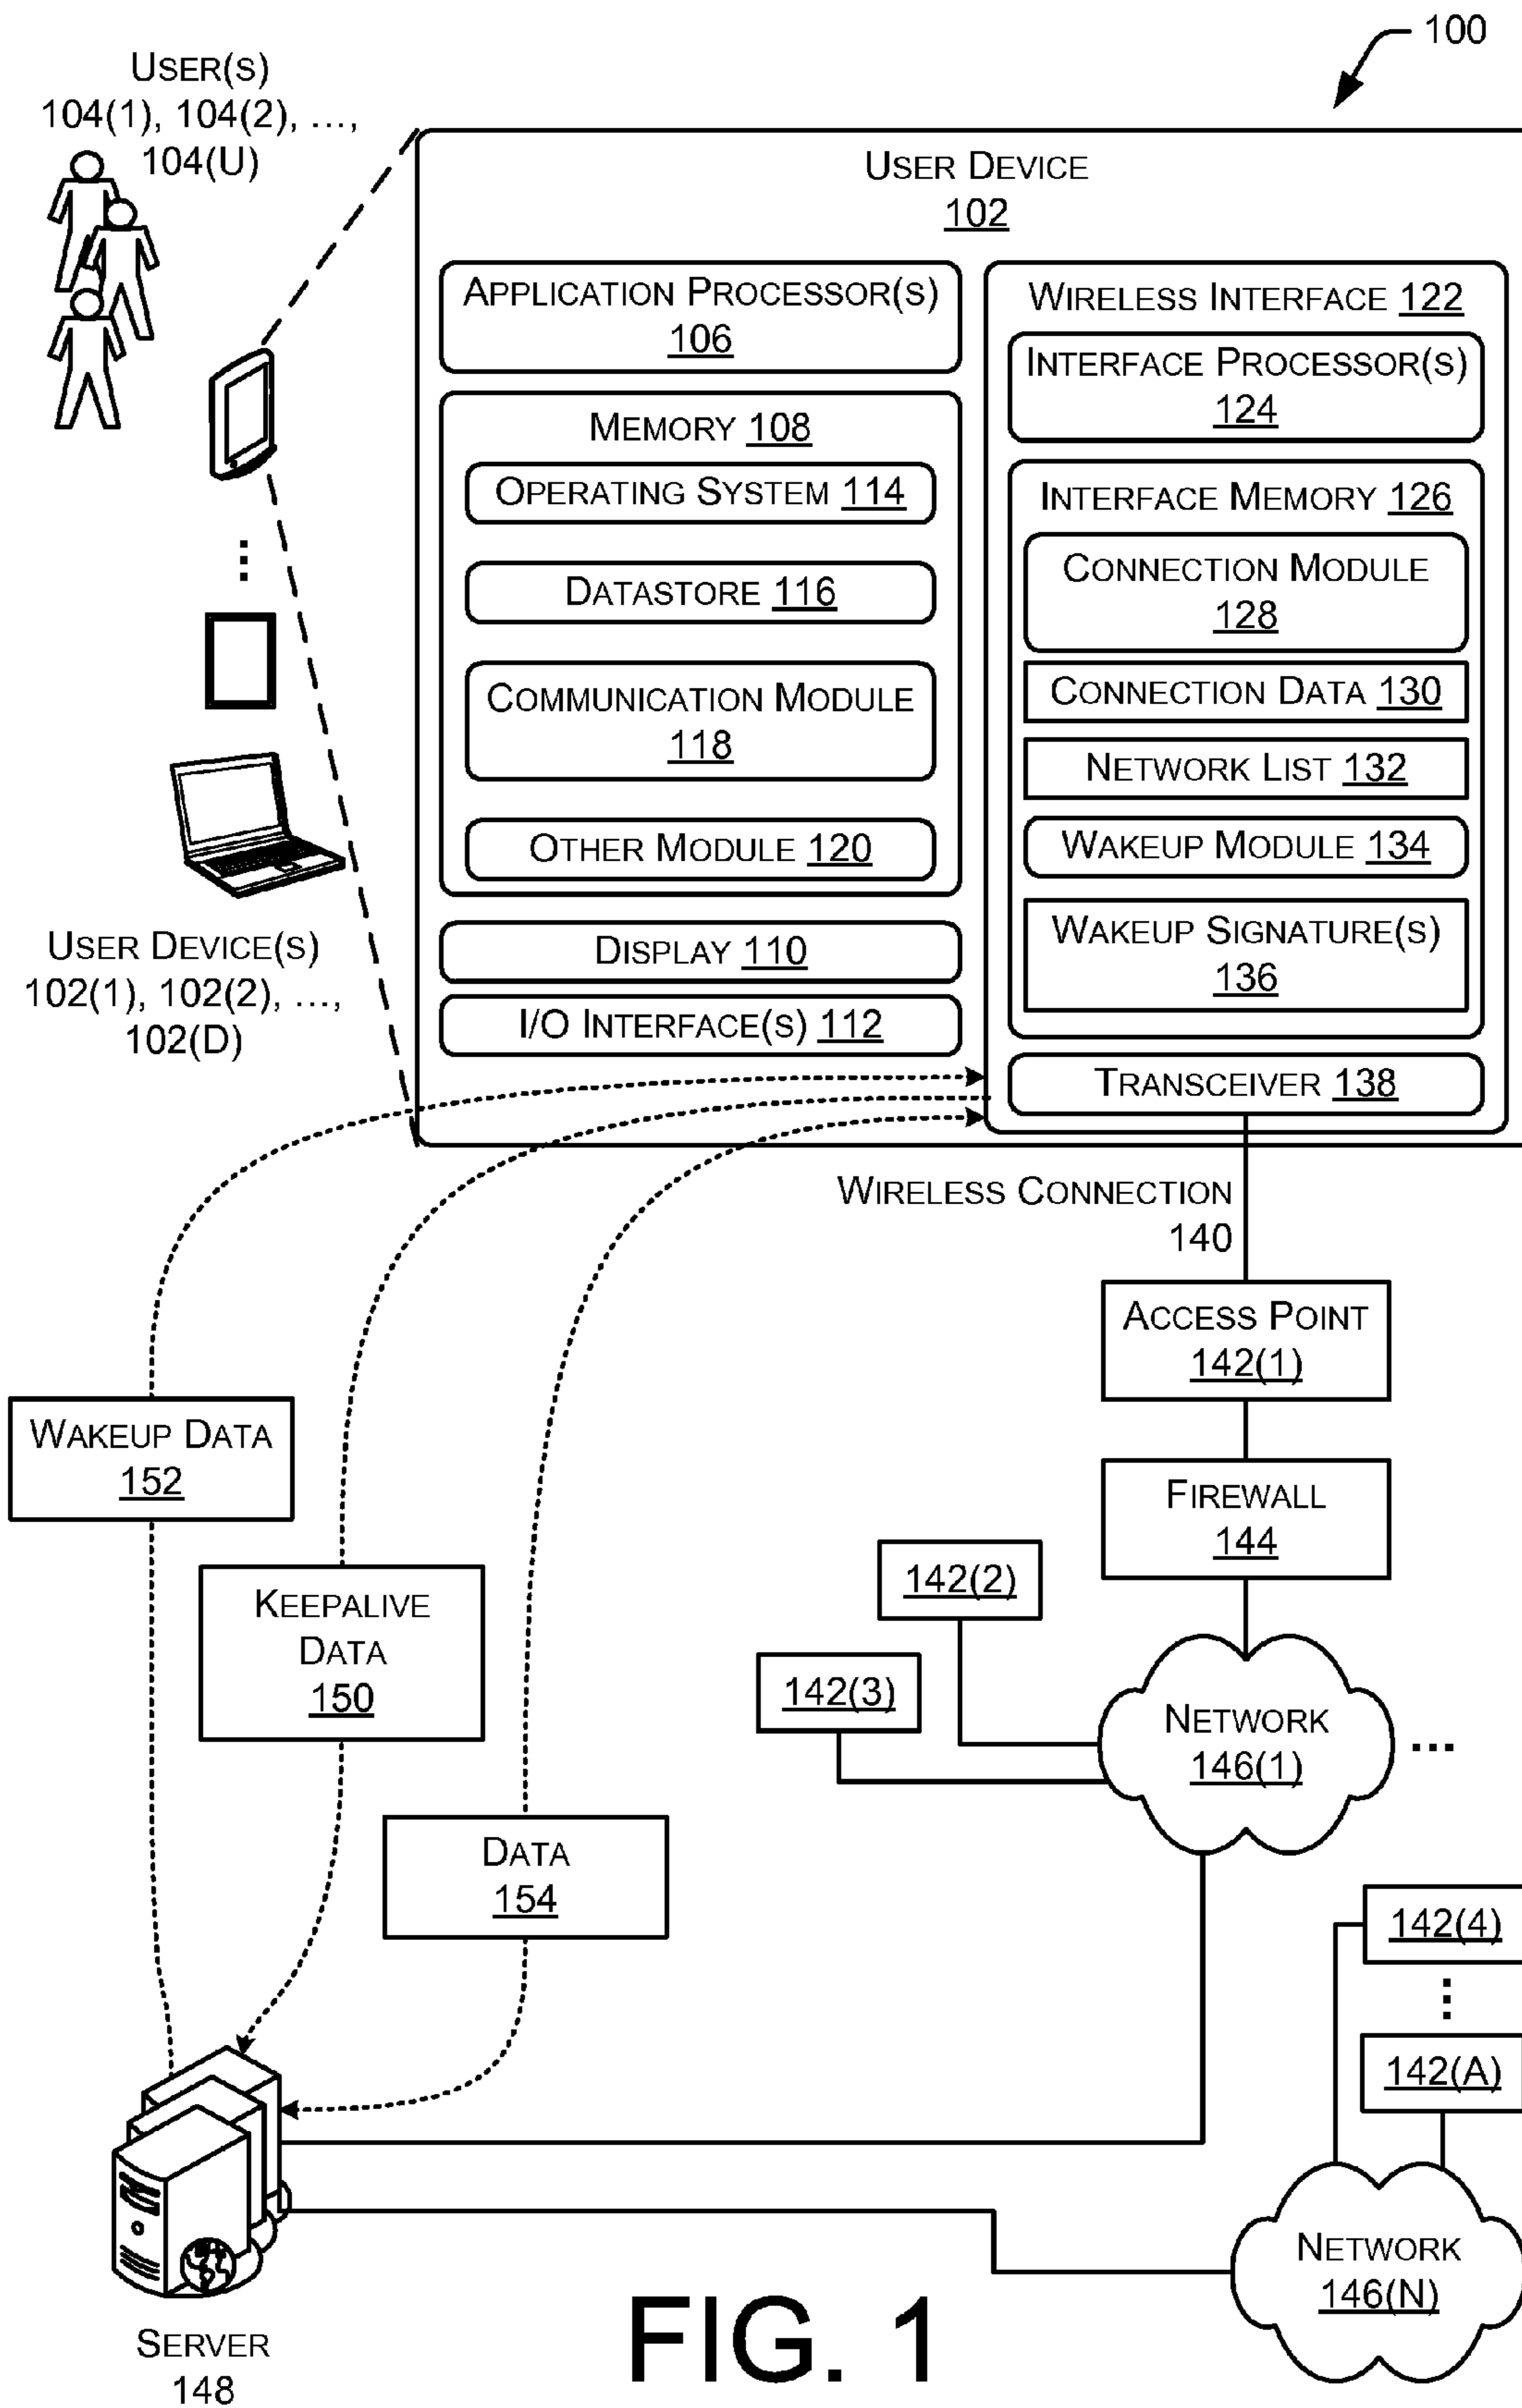 100
USER(S)
104(1), 104(2), ...,
104(U)
USER DEVICE
102
APPLICATION PROCESSOR(S)
106
MEMORY 108
OPERATING SYSTEM 114
DATASTORE 116
COMMUNICATION MODULE
118
OTHER MODULE 120
DISPLAY 110
I/O INTERFACE(S) 112
WIRELESS INTERFACE 122
INTERFACE PROCESSOR(S)
124
INTERFACE MEMORY 126
CONNECTION MODULE
128
CONNECTION DATA 130
NETWORK LIST 132
WAKEUP MODULE 134
WAKEUP SIGNATURE(S)
136
TRANSCEIVER 138
USER DEVICE(S)
102(1), 102(2), ...,
102(D)
WIRELESS CONNECTION
140
ACCESS POINT
142(1)
FIREWALL
144
WAKEUP DATA
152
KEEPALIVE
DATA
150
DATA
154
142(2)
142(3)
NETWORK
146(1)
...
142(4)
142(A)
NETWORK
146(N)
SERVER
148
FIG. 1